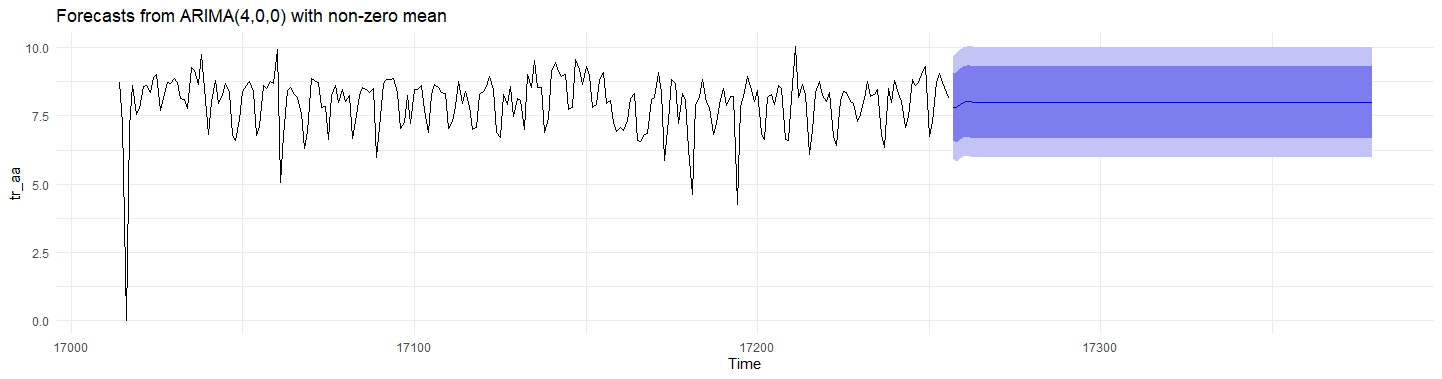 Forecasts from ARIMA(4,0,0) with non-zero mean
10.0
7.5
5.0
2.5
0.0
tr_aa
17000 17100 17200 17300
Time